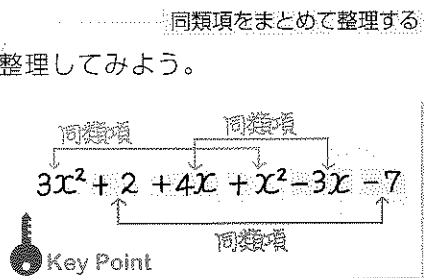 同類項をまとめて整理する
整理してみよう。
同類項 同類項
3x²+ 2 +4x +x²−3x −7
同類項
Key Point